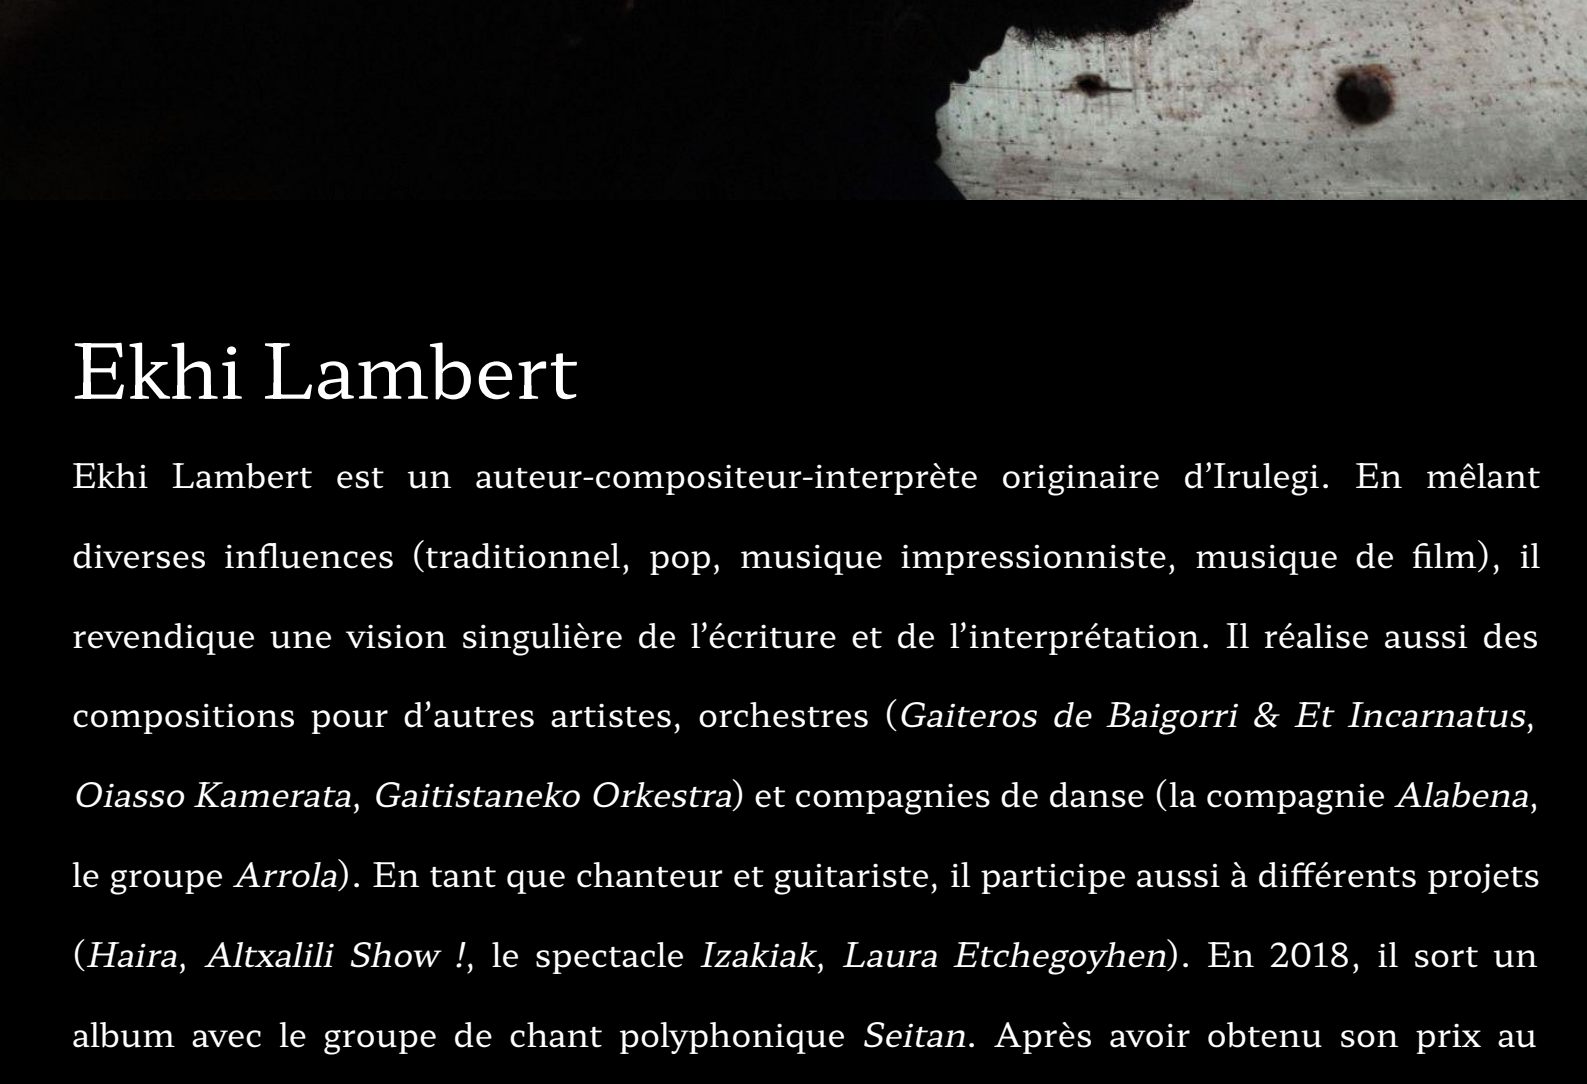 Ekhi Lambert
Ekhi Lambert est un auteur-compositeur-interprète originaire d’Irulegi. En mêlant
diverses influences (traditionnel, pop, musique impressionniste, musique de film), il
revendique une vision singulière de l’écriture et de l’interprétation. Il réalise aussi des
compositions pour d’autres artistes, orchestres (Gaiteros de Baigorri & Et Incarnatus,
Oiasso Kamerata, Gaitistaneko Orkestra) et compagnies de danse (la compagnie Alabena,
le groupe Arrola). En tant que chanteur et guitariste, il participe aussi à différents projets
(Haira, Altxalili Show !, le spectacle Izakiak, Laura Etchegoyhen). En 2018, il sort un
album avec le groupe de chant polyphonique Seitan. Après avoir obtenu son prix au